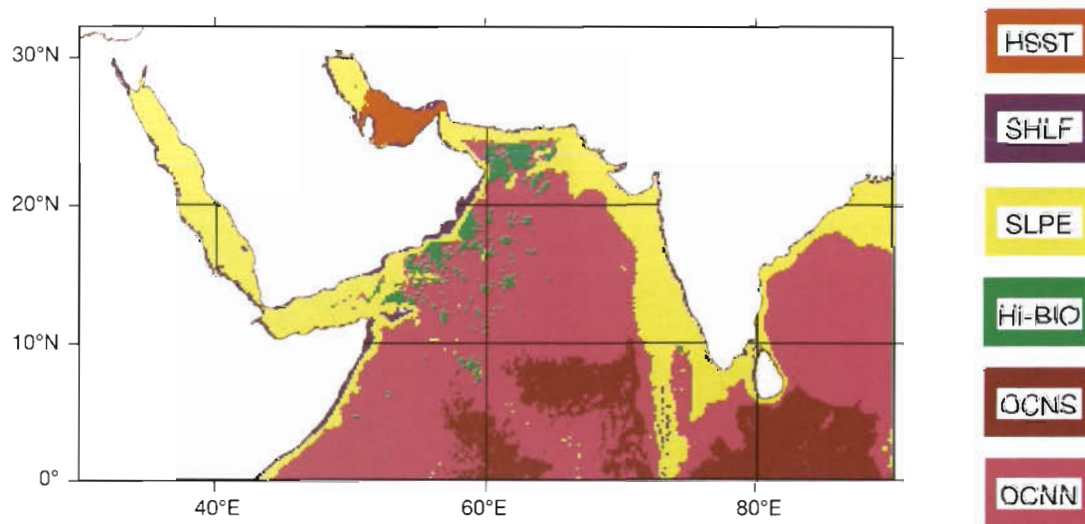 30°N
20°N
10°N
0°
40°E
60°E
80°E
HSST
SHLF
SLPE
Hi-BIO
OCNS
OCNN